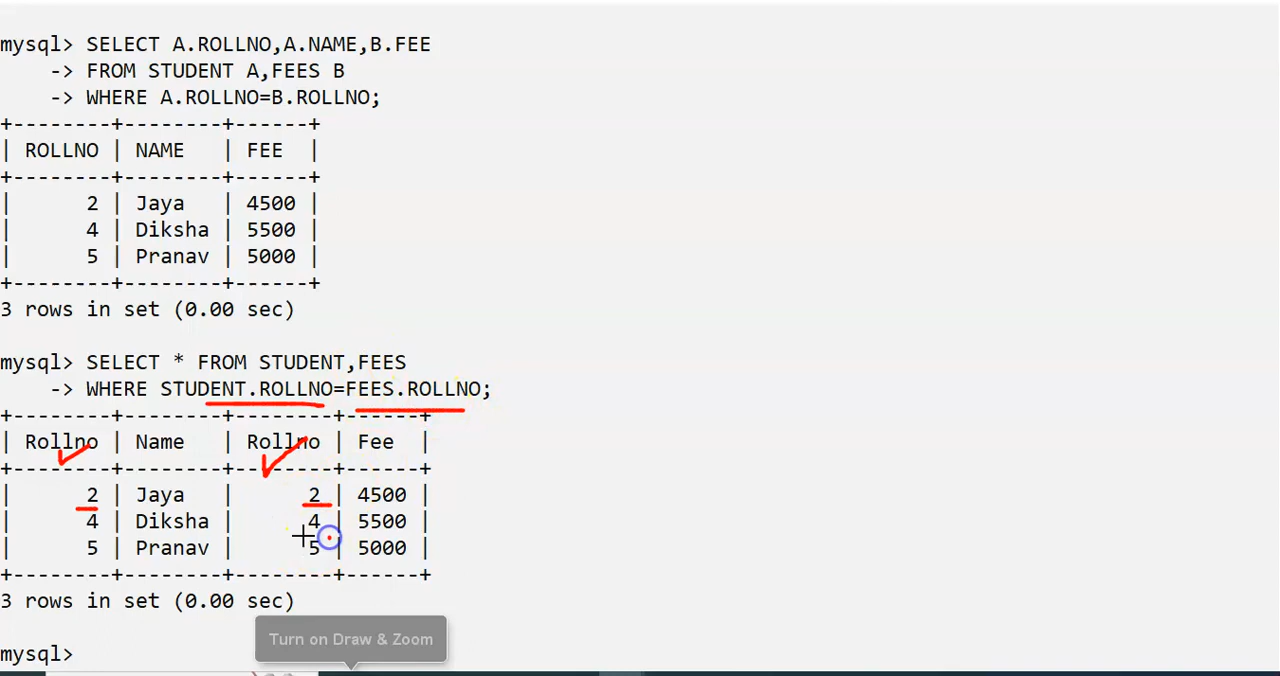 mysql> SELECT A.ROLLNO,A.NAME,B.FEE
    -> FROM STUDENT A,FEES B
    -> WHERE A.ROLLNO=B.ROLLNO;
+--------+--------+------+
| ROLLNO | NAME   | FEE  |
+--------+--------+------+
|      2 | Jaya   | 4500 |
|      4 | Diksha | 5500 |
|      5 | Pranav | 5000 |
+--------+--------+------+
3 rows in set (0.00 sec)
mysql> SELECT * FROM STUDENT,FEES
    -> WHERE STUDENT.ROLLNO=FEES.ROLLNO;
+--------+--------+--------+------+
| Rollno | Name   | Rollno | Fee  |
+--------+--------+--------+------+
|      2 | Jaya   |      2 | 4500 |
|      4 | Diksha |      4 | 5500 |
|      5 | Pranav |      5 | 5000 |
+--------+--------+--------+------+
3 rows in set (0.00 sec)
Turn on Draw & Zoom
mysql>